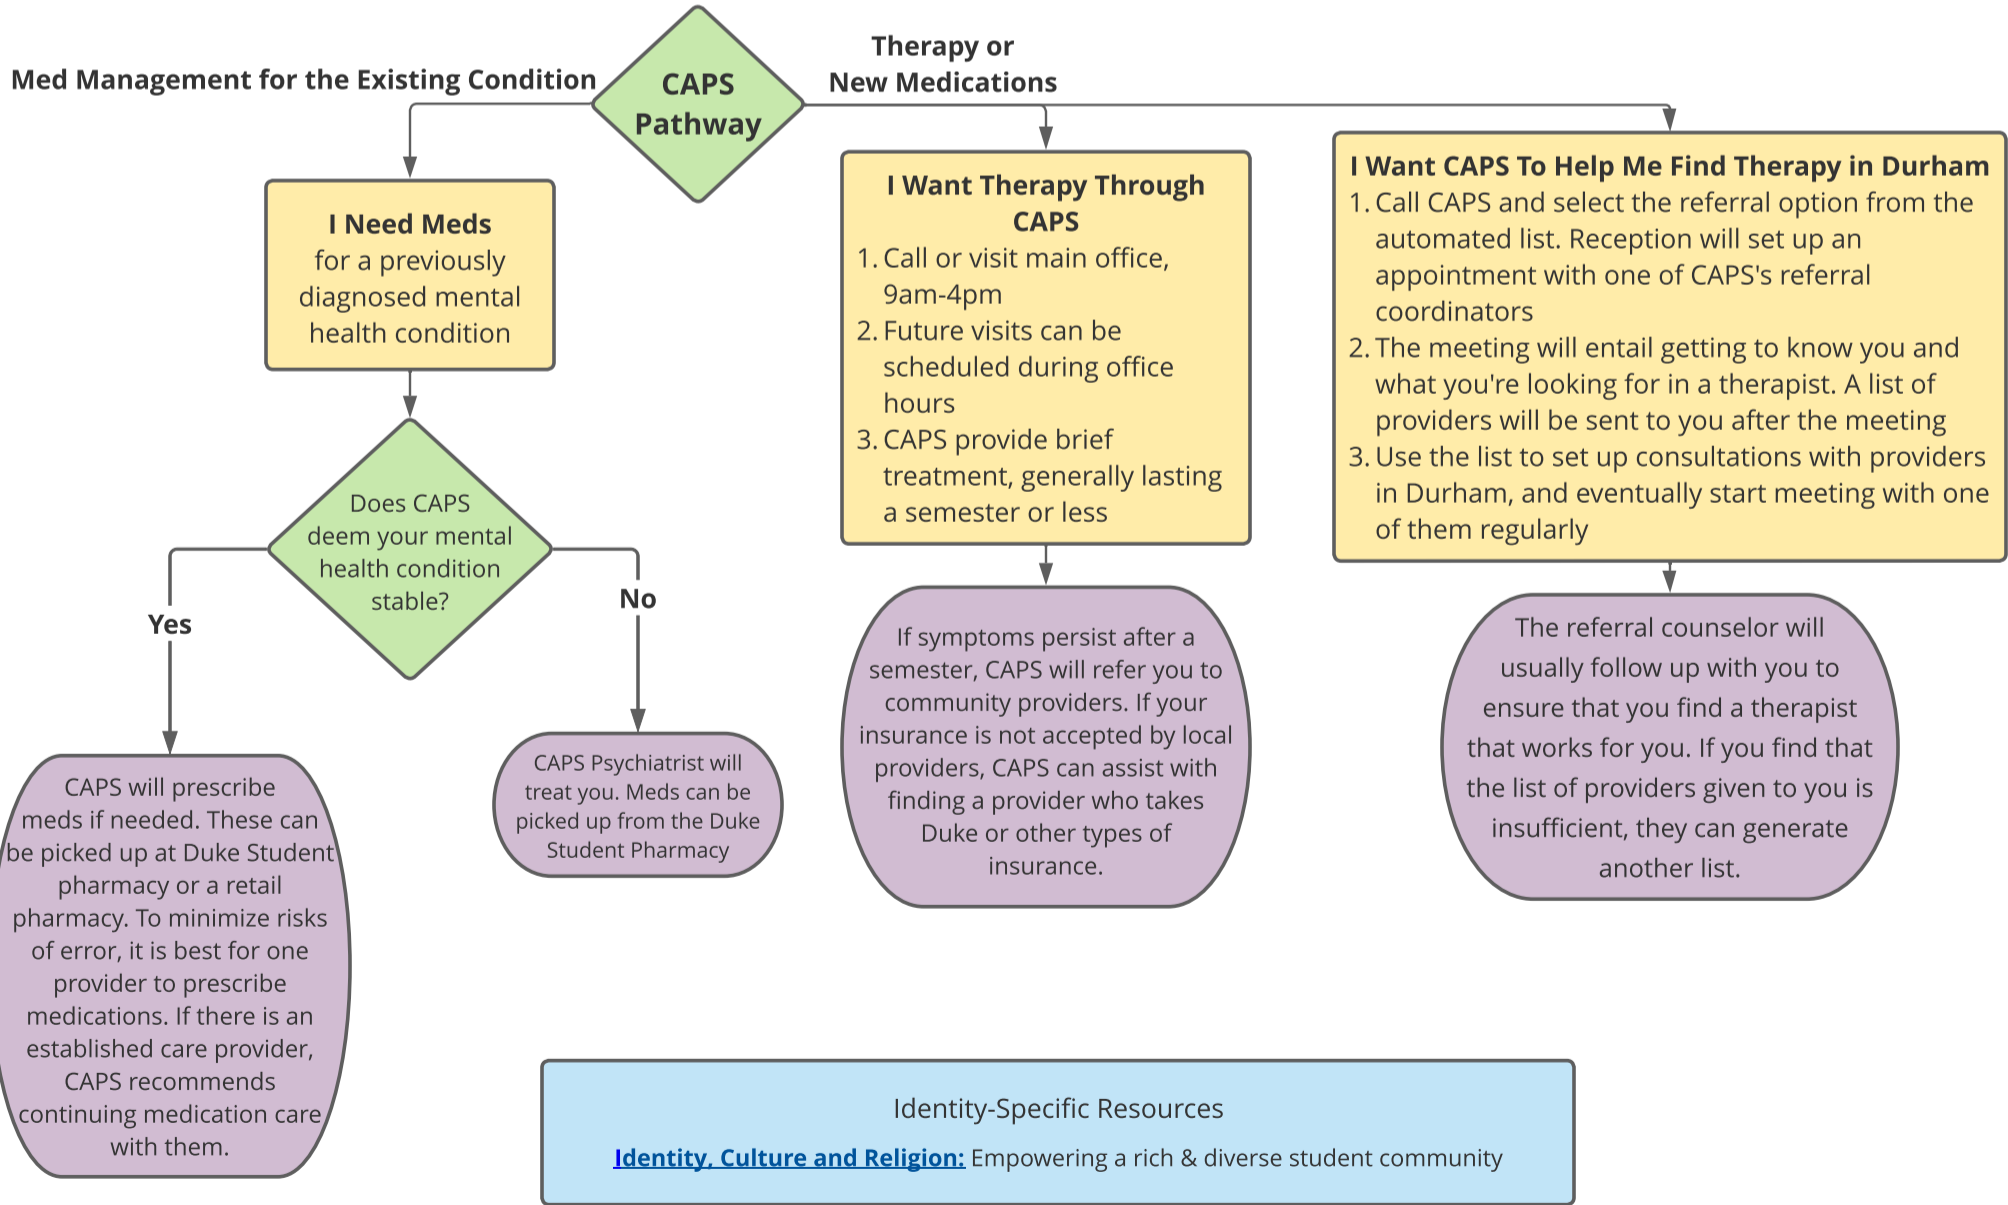 Med Management for the Existing Condition
CAPS
Pathway
Therapy or
New Medications
I Need Meds
for a previously
diagnosed mental
health condition
Does CAPS
deem your mental
health condition
stable?
Yes
No
CAPS will prescribe
meds if needed. These can
be picked up at Duke Student
pharmacy or a retail
pharmacy. To minimize risks
of error, it is best for one
provider to prescribe
medications. If there is an
established care provider,
CAPS recommends
continuing medication care
with them.
CAPS Psychiatrist will
treat you. Meds can be
picked up from the Duke
Student Pharmacy
I Want Therapy Through
CAPS
1. Call or visit main office,
9am-4pm
2. Future visits can be
scheduled during office
hours
3. CAPS provide brief
treatment, generally lasting
a semester or less
If symptoms persist after a
semester, CAPS will refer you to
community providers. If your
insurance is not accepted by local
providers, CAPS can assist with
finding a provider who takes
Duke or other types of
insurance.
I Want CAPS To Help Me Find Therapy in Durham
1. Call CAPS and select the referral option from the
automated list. Reception will set up an
appointment with one of CAPS's referral
coordinators
2. The meeting will entail getting to know you and
what you're looking for in a therapist. A list of
providers will be sent to you after the meeting
3. Use the list to set up consultations with providers
in Durham, and eventually start meeting with one
of them regularly
The referral counselor will
usually follow up with you to
ensure that you find a therapist
that works for you. If you find that
the list of providers given to you is
insufficient, they can generate
another list.
Identity-Specific Resources
Identity, Culture and Religion: Empowering a rich & diverse student community